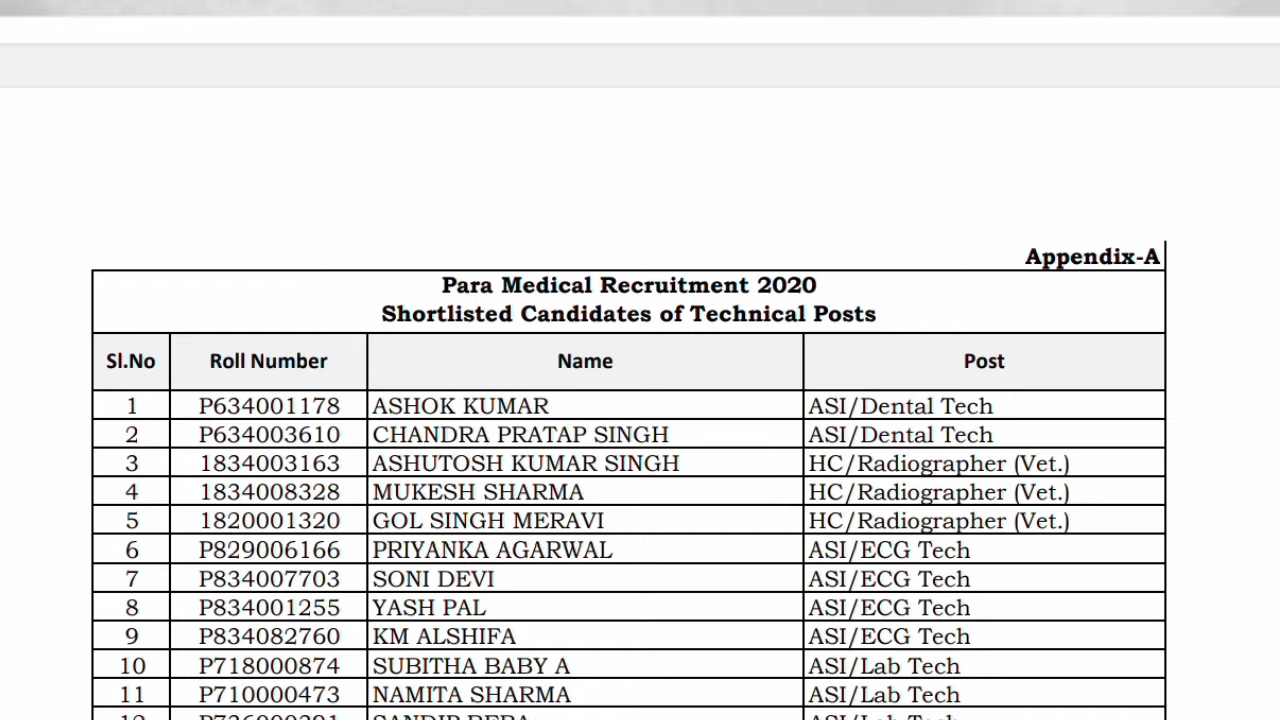 Appendix-A
Para Medical Recruitment 2020
Shortlisted Candidates of Technical Posts
Sl.No Roll Number Name Post
1 P634001178 ASHOK KUMAR ASI/Dental Tech
2 P634003610 CHANDRA PRATAP SINGH ASI/Dental Tech
3 1834003163 ASHUTOSH KUMAR SINGH HC/Radiographer (Vet.)
4 1834008328 MUKESH SHARMA HC/Radiographer (Vet.)
5 1820001320 GOL SINGH MERAVI HC/Radiographer (Vet.)
6 P829006166 PRIYANKA AGARWAL ASI/ECG Tech
7 P834007703 SONI DEVI ASI/ECG Tech
8 P834001255 YASH PAL ASI/ECG Tech
9 P834082760 KM ALSHIFA ASI/ECG Tech
10 P718000874 SUBITHA BABY A ASI/Lab Tech
11 P710000473 NAMITA SHARMA ASI/Lab Tech